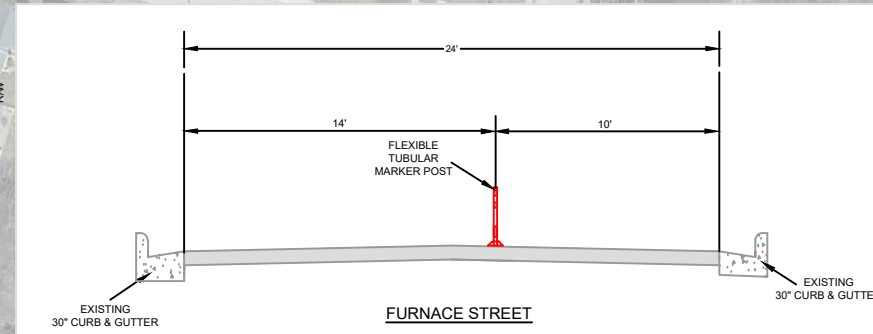 24'
R/W
14'
10'
FLEXIBLE
TUBULAR
MARKER POST
EXISTING
30" CURB & GUTTER
EXISTING
30" CURB & GUTTE
FURNACE STREET